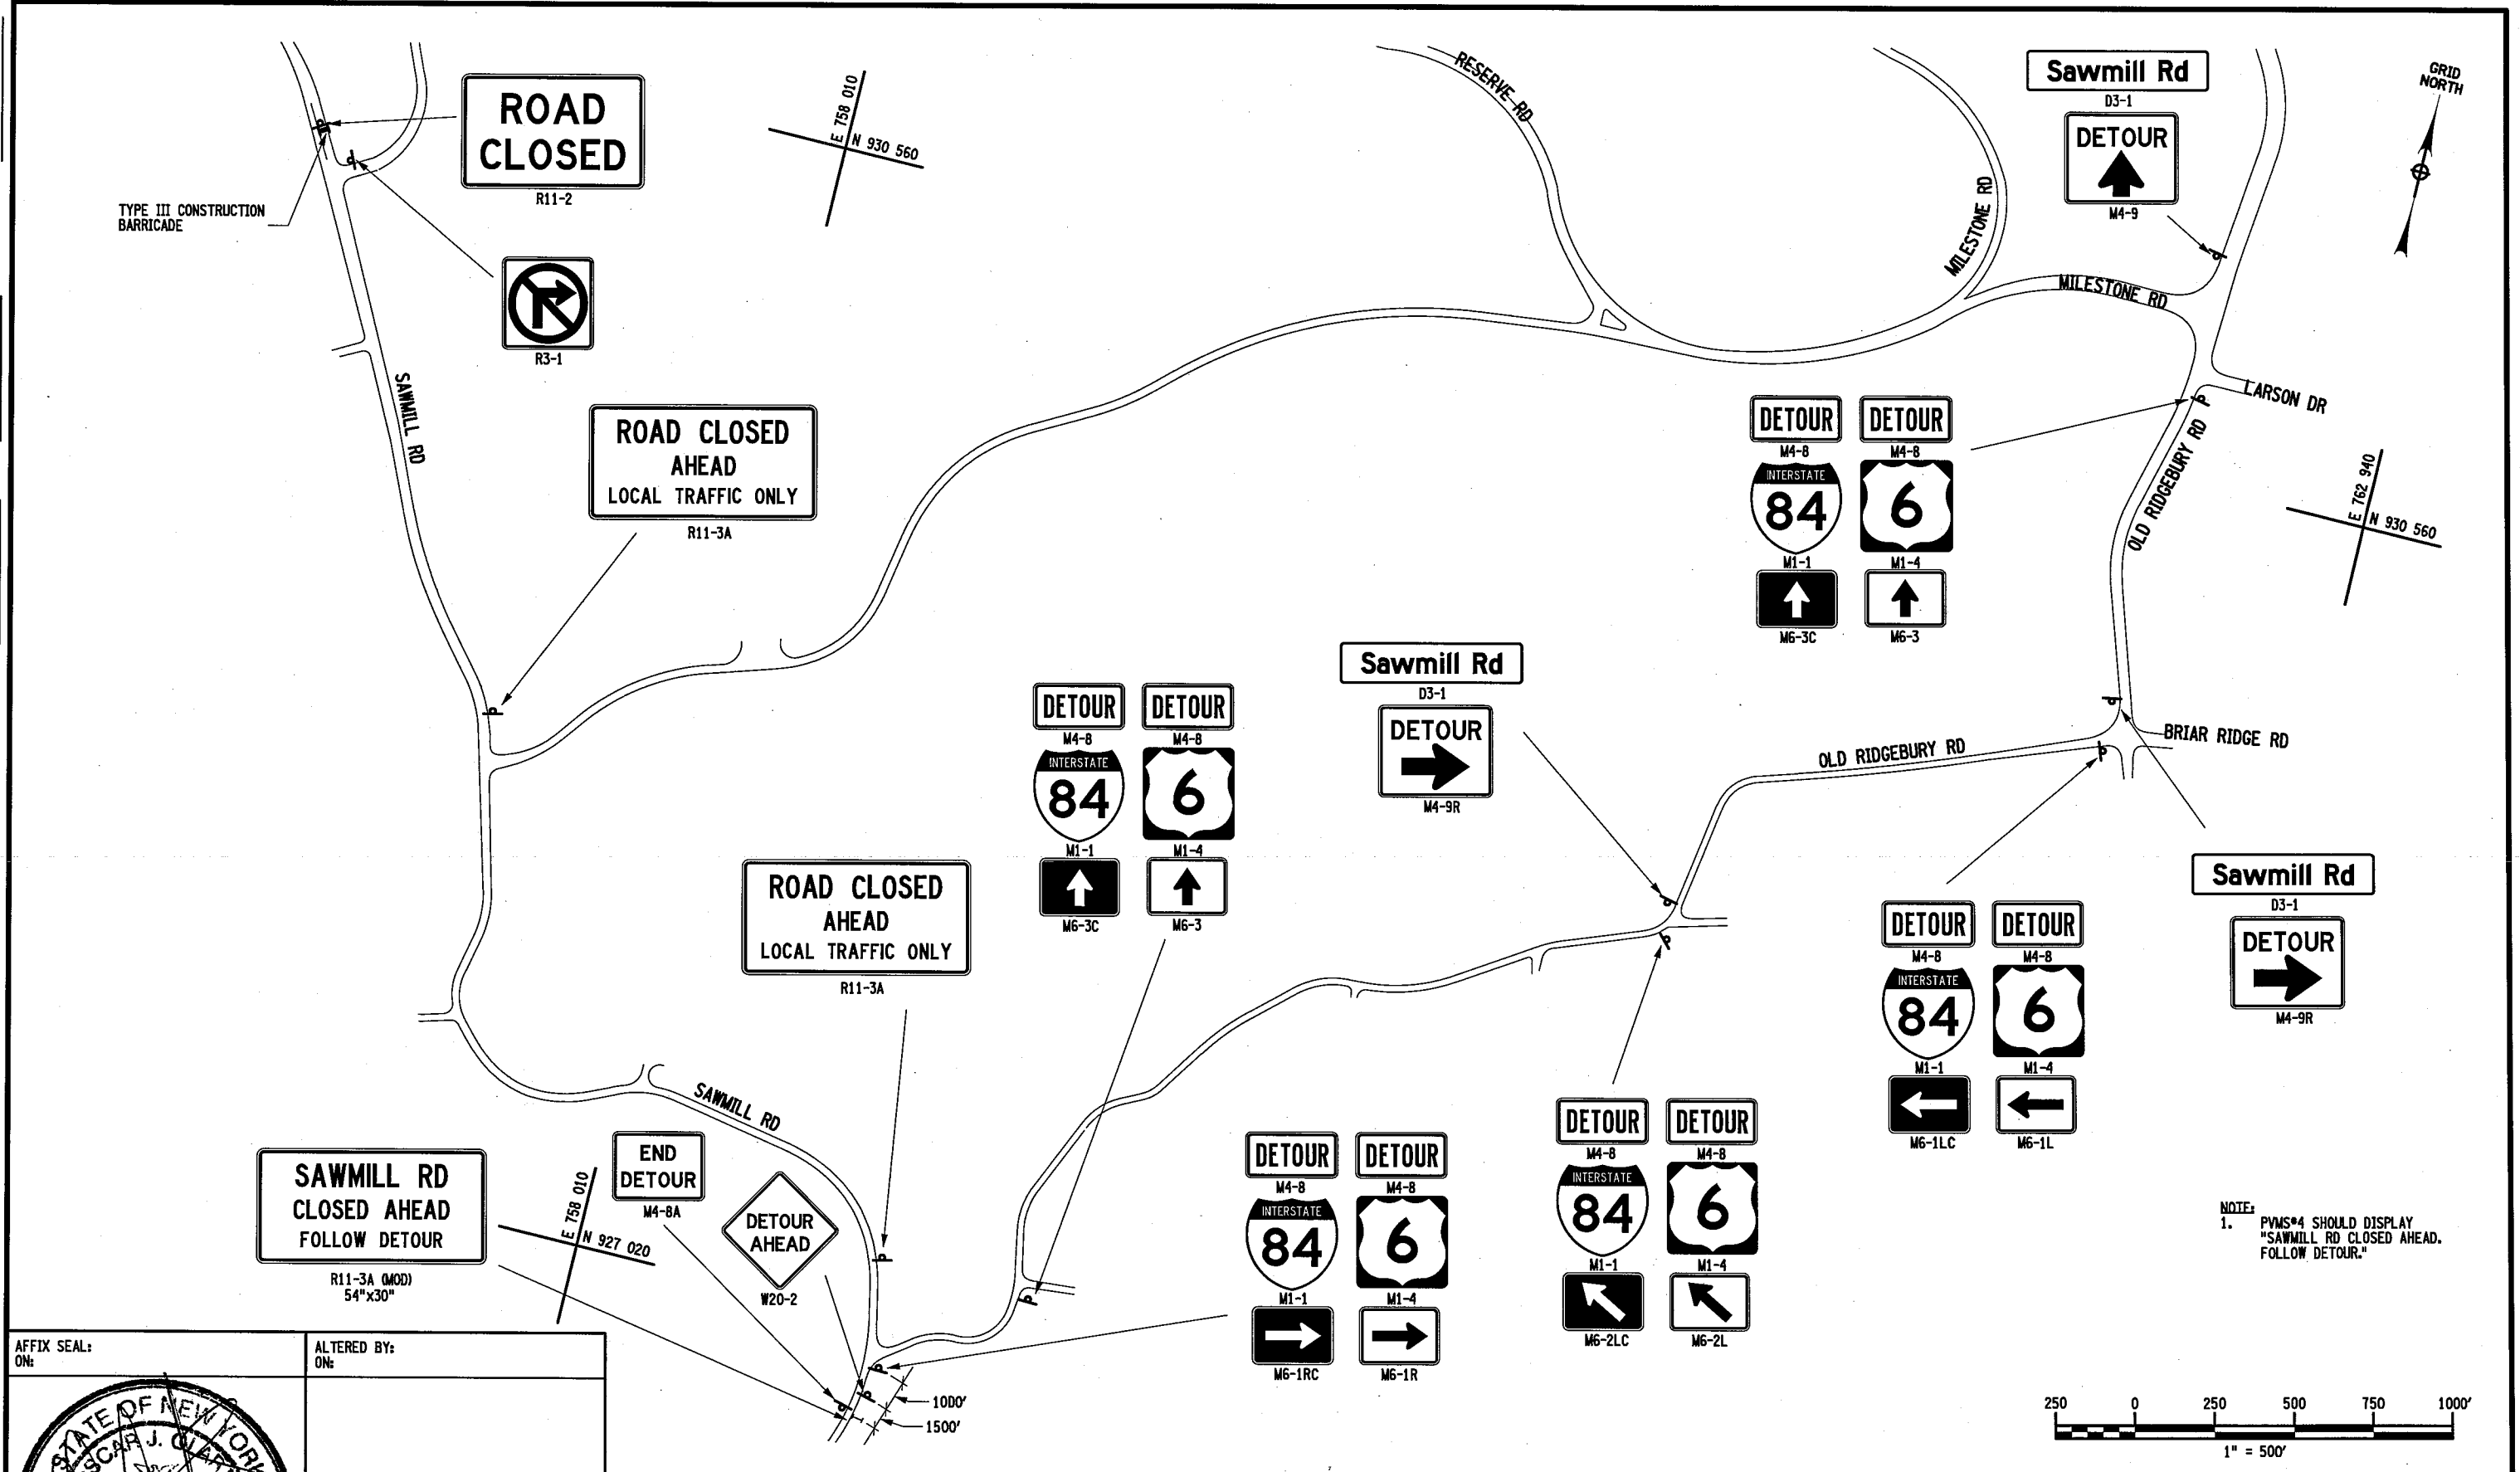 ROAD
CLOSED
R11-2
TYPE III CONSTRUCTION
BARRICADE
R3-1
E 758 010
N 930 560
RESERVE RD
MILESTONE RD
MILESTONE RD
Sawmill Rd
D3-1
DETOUR
M4-9
GRID
NORTH
SAWMILL RD
ROAD CLOSED
AHEAD
LOCAL TRAFFIC ONLY
R11-3A
LARSON DR
DETOUR DETOUR
M4-8 M4-8
INTERSTATE
84 6
M1-1 M1-4
M6-3C M6-3
OLD RIDGEBURY RD
E 762 940
N 930 560
Sawmill Rd
D3-1
DETOUR
M4-9R
DETOUR DETOUR
M4-8 M4-8
INTERSTATE
84 6
M1-1 M1-4
M6-3C M6-3
OLD RIDGEBURY RD
BRIAR RIDGE RD
ROAD CLOSED
AHEAD
LOCAL TRAFFIC ONLY
R11-3A
Sawmill Rd
D3-1
DETOUR
M4-9R
DETOUR DETOUR
M4-8 M4-8
INTERSTATE
84 6
M1-1 M1-4
M6-1LC M6-1L
SAWMILL RD
SAWMILL RD
CLOSED AHEAD
FOLLOW DETOUR
R11-3A (MOD)
54"x30"
E 758 010
N 927 020
END
DETOUR
M4-8A
DETOUR
AHEAD
W20-2
DETOUR DETOUR
M4-8 M4-8
INTERSTATE
84 6
M1-1 M1-4
M6-1RC M6-1R
DETOUR DETOUR
M4-8 M4-8
INTERSTATE
84 6
M1-1 M1-4
M6-2LC M6-2L
NOTE:
1. PVMS#4 SHOULD DISPLAY
"SAWMILL RD CLOSED AHEAD.
FOLLOW DETOUR."
1000'
1500'
250 0 250 500 750 1000'
1" = 500'
AFFIX SEAL:
ON:
ALTERED BY:
ON:
STATE OF NEW YORK